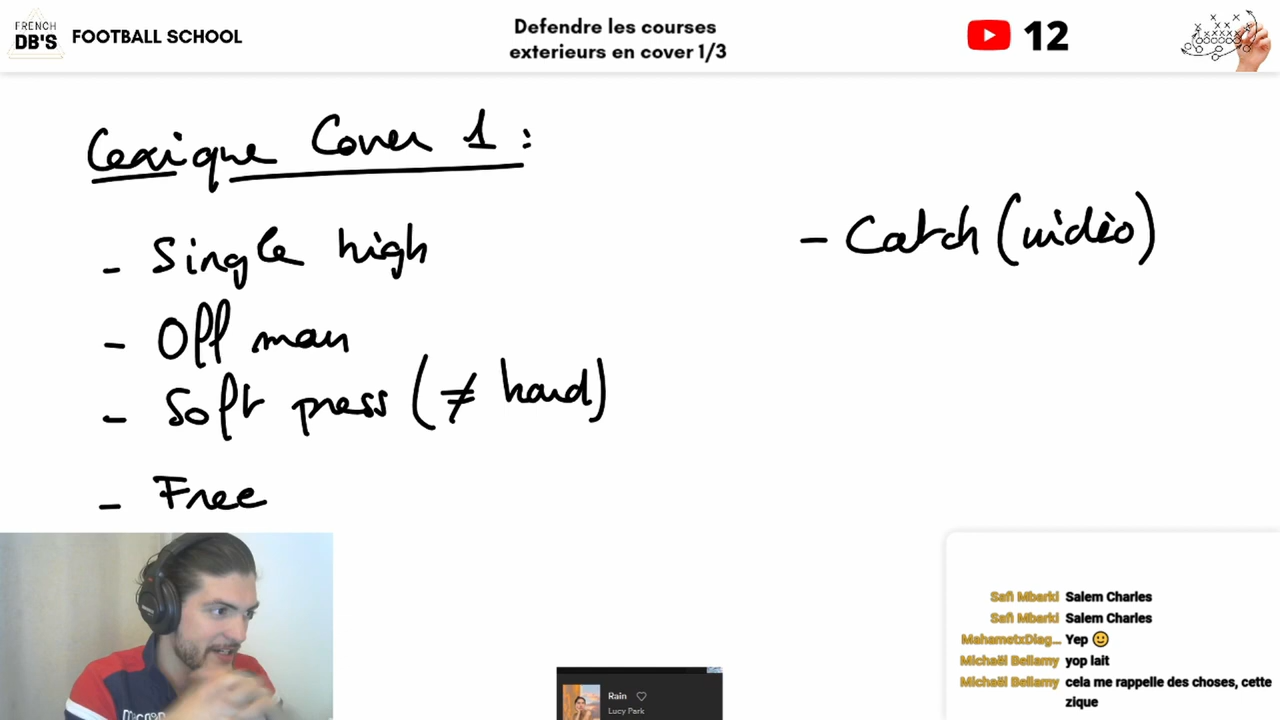 FRENCH
DB'S
FOOTBALL SCHOOL
Defendre les courses
exterieurs en cover 1/3
12
Lexique Cover 1 :
- Single high
- Off man
- Soft press (≠ hard)
- Free
- Catch (vidéo)
Safi Mbarki Salem Charles
Safi Mbarki Salem Charles
MahamotxDiag... Yep 🙂
Michaël Bellamy yop lait
Michaël Bellamy cela me rappelle des choses, cette
zique
Rain
Lucy Park
macron